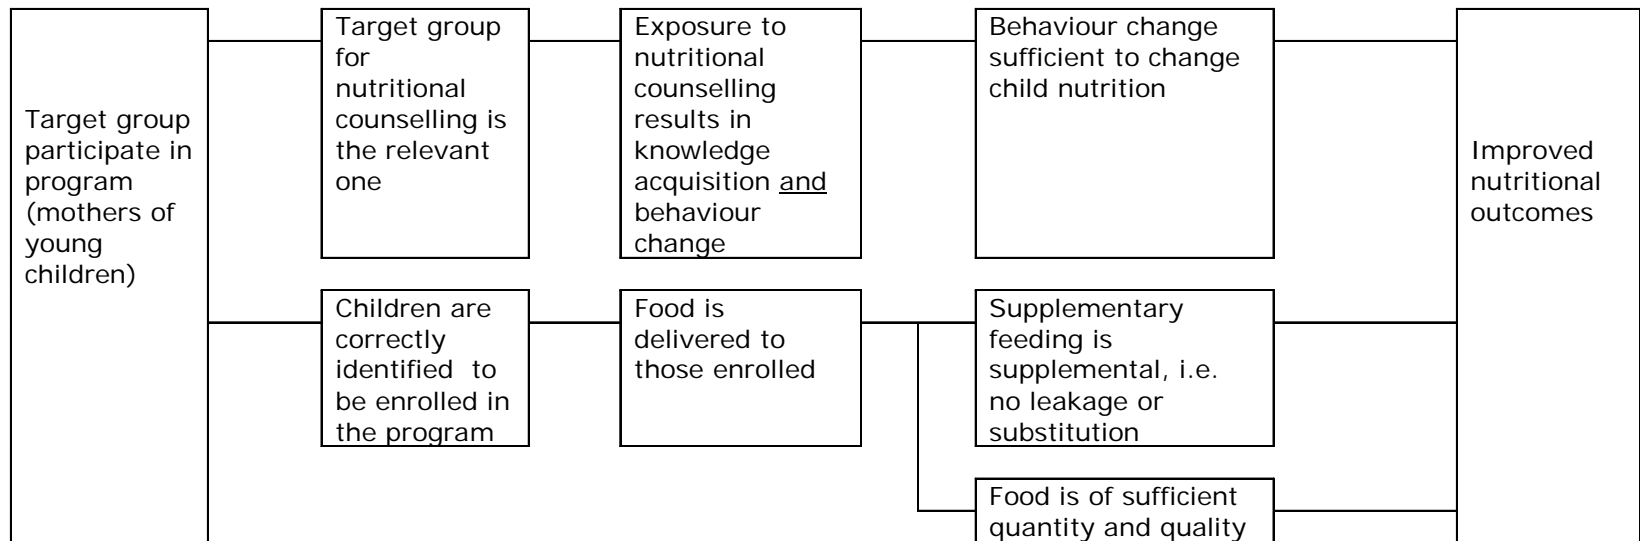 Target group
participate in
program
(mothers of
young
children)
Target group
for
nutritional
counselling is
the relevant
one
Exposure to
nutritional
counselling
results in
knowledge
acquisition and
behaviour
change
Behaviour change
sufficient to change
child nutrition
Improved
nutritional
outcomes
Children are
correctly
identified to
be enrolled in
the program
Food is
delivered to
those enrolled
Supplementary
feeding is
supplemental, i.e.
no leakage or
substitution
Food is of sufficient
quantity and quality